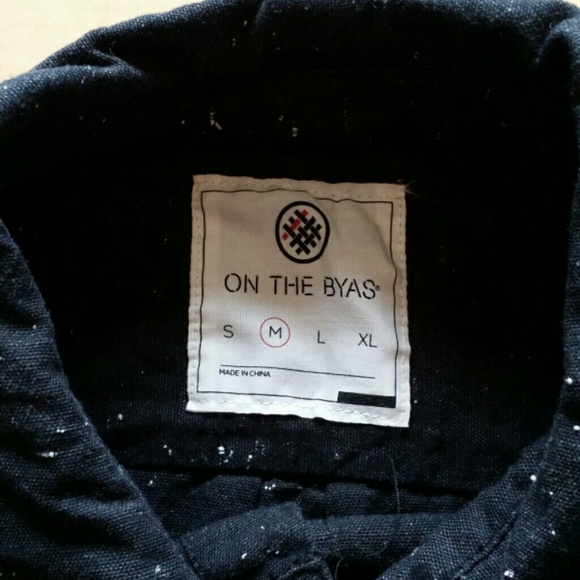 ON THE BYAS®
S M L XL
MADE IN CHINA